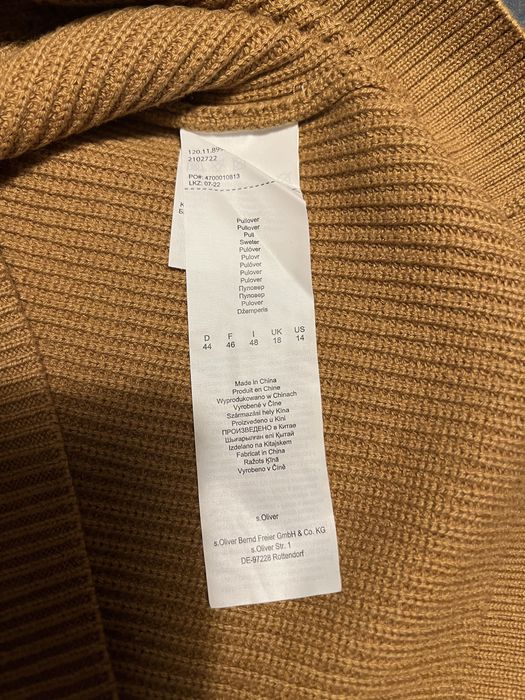 120.11.89
2102722
PO#: 4700010813
LKZ: 07-22
Pullover
Pullover
Pull
Sweter
Pulóver
Pulovr
Pulôver
Pulover
Pulover
Пуловер
Пуловер
Pulover
Džemperis
D F I UK US
44 46 48 18 14
Made in China
Produit en Chine
Wyprodukowano w Chinach
Vyrobené v Číne
Származási hely Kína
Proizvedeno u Kini
ПРОИЗВЕДЕНО в Китае
Шығарылған елі Қытай
Izdelano na Kitajskem
Fabricat in China
Ražots Ķīnā
Vyrobeno v Číně
s.Oliver
s.Oliver Bernd Freier GmbH & Co. KG
s.Oliver Str. 1
DE-97228 Rottendorf